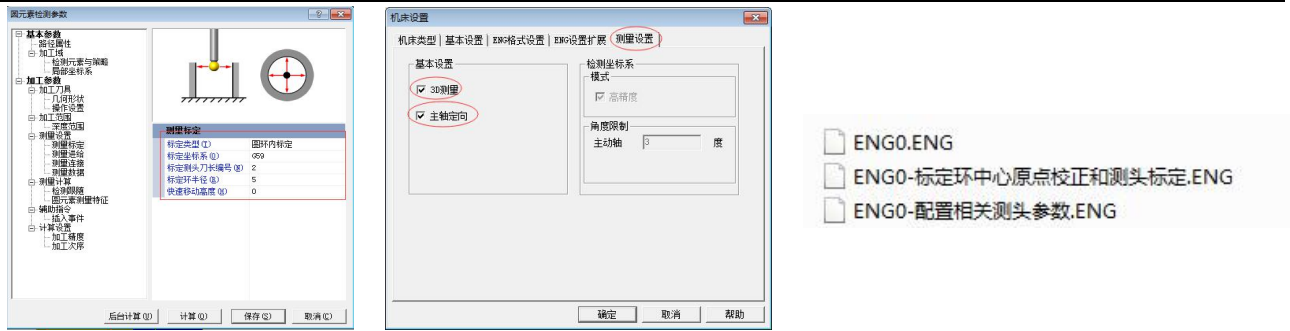 圆元素检测参数
基本参数
路径属性
加工域
检测元素与策略
局部坐标系
加工参数
加工刀具
几何形状
操作设置
加工范围
深度范围
测量设置
测量标定
测量进给
测量连接
测量数据
测量计算
检测跟随
圆元素测量特征
辅助指令
插入事件
计算设置
加工精度
加工次序
测量标定
标定类型(T) 圆环内标定
标定坐标系(O) G59
标定测头刀长编号(W) 2
标定环半径(R) 5
快速移动高度(H) 0
后台计算(U) 计算(Q) 保存(S) 取消(C)
机床设置
机床类型 基本设置 ENG格式设置 ENG设置扩展 测量设置
基本设置
3D测量
主轴定向
检测坐标系
模式
高精度
角度限制
主动轴 3 度
确定 取消 帮助
ENG0.ENG
ENG0-标定环中心原点校正和测头标定.ENG
ENG0-配置相关测头参数.ENG